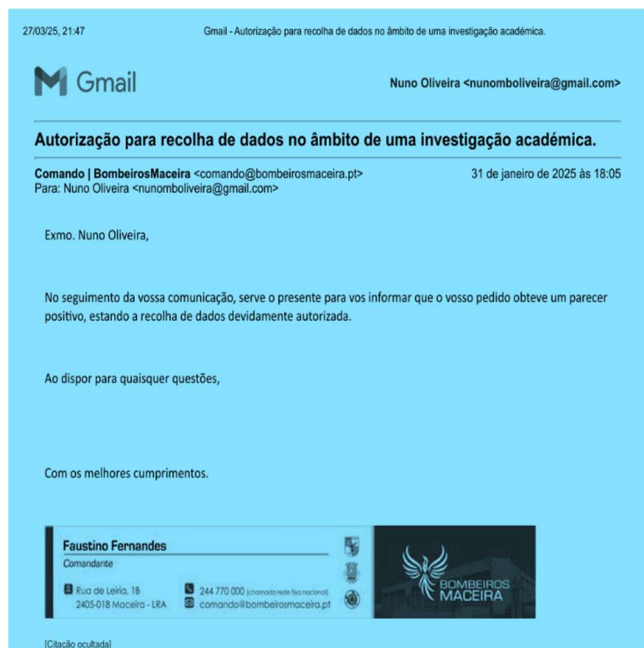 27/03/25, 21:47 Gmail - Autorização para recolha de dados no âmbito de uma investigação académica.
Gmail Nuno Oliveira <nunomboliveira@gmail.com>
Autorização para recolha de dados no âmbito de uma investigação académica.
Comando | BombeirosMaceira <comando@bombeirosmaceira.pt> 31 de janeiro de 2025 às 18:05
Para: Nuno Oliveira <nunomboliveira@gmail.com>
Exmo. Nuno Oliveira,
No seguimento da vossa comunicação, serve o presente para vos informar que o vosso pedido obteve um parecer
positivo, estando a recolha de dados devidamente autorizada.
Ao dispor para quaisquer questões,
Com os melhores cumprimentos.
Faustino Fernandes
Comandante
Rua de Leiria, 18 244 770 000 (chamada rede fixa nacional)
2405-018 Maceira - LRA comando@bombeirosmaceira.pt
BOMBEIROS
MACEIRA
[Citação ocultada]